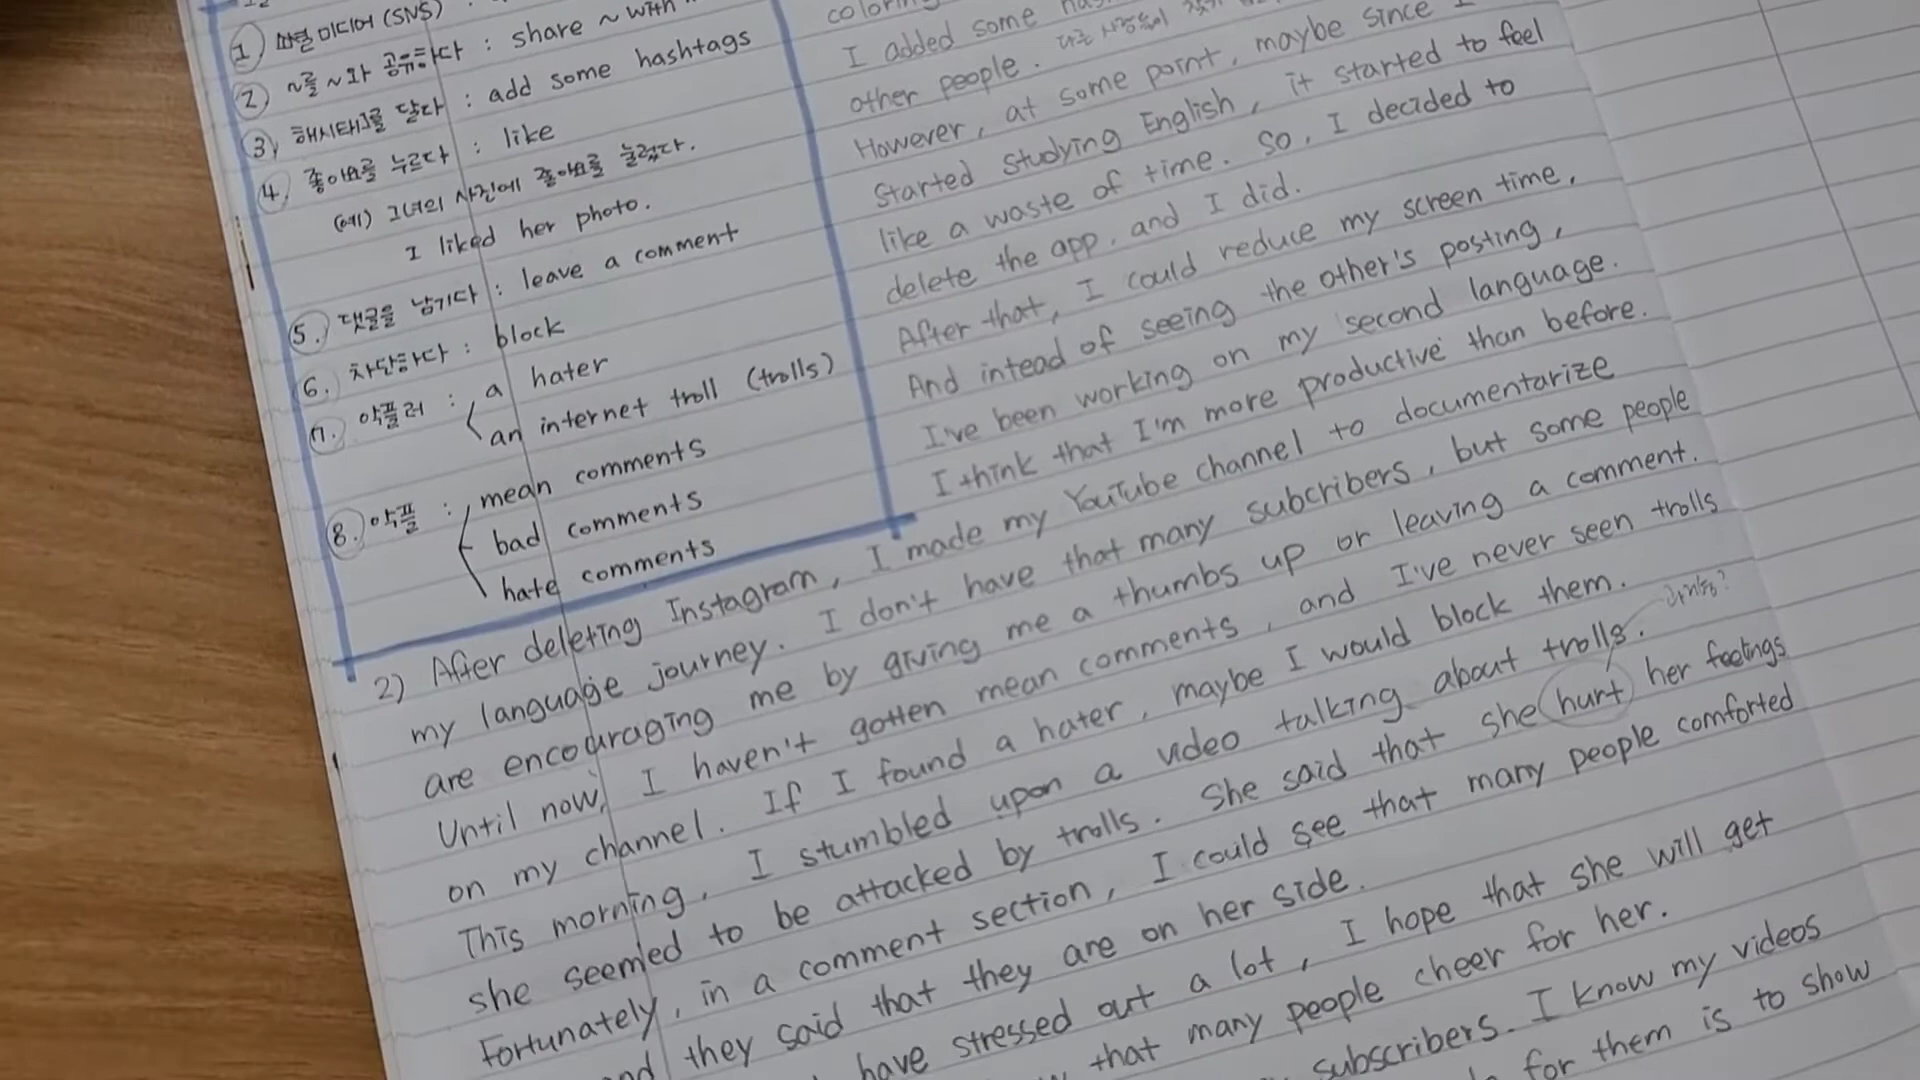 1) 소셜 미디어 (SNS) :
2) ~를 ~와 공유하다 : share ~ with
3) 해시태그를 달다 : add some hashtags
4. 좋아요를 누르다 : like
(예) 그녀의 사진에 좋아요를 눌렀다.
I liked her photo.
5. 댓글을 남기다 : leave a comment
6. 차단하다 : block
7. 악플러 : a hater
an internet troll (trolls)
8. 악플 : mean comments
bad comments
hate comments
I added some
other people.
However, at some point, maybe since I
started studying English, it started to feel
like a waste of time. So, I decided to
delete the app, and I did.
After that, I could reduce my screen time,
And intead of seeing the other's posting,
I've been working on my second language.
I think that I'm more productive than before.
2) After deleting Instagram, I made my YouTube channel to documentarize
my language journey. I don't have that many subcribers, but some people
are encouraging me by giving me a thumbs up or leaving a comment.
Until now, I haven't gotten mean comments, and I've never seen trolls
on my channel. If I found a hater, maybe I would block them.
This morning, I stumbled upon a video talking about trolls.
she seemed to be attacked by trolls. She said that she hurt her feelings
Fortunately, in a comment section, I could see that many people comforted
they said that they are on her side.
have stressed out a lot, I hope that she will get
that many people cheer for her.
subscribers. I know my videos
for them is to show